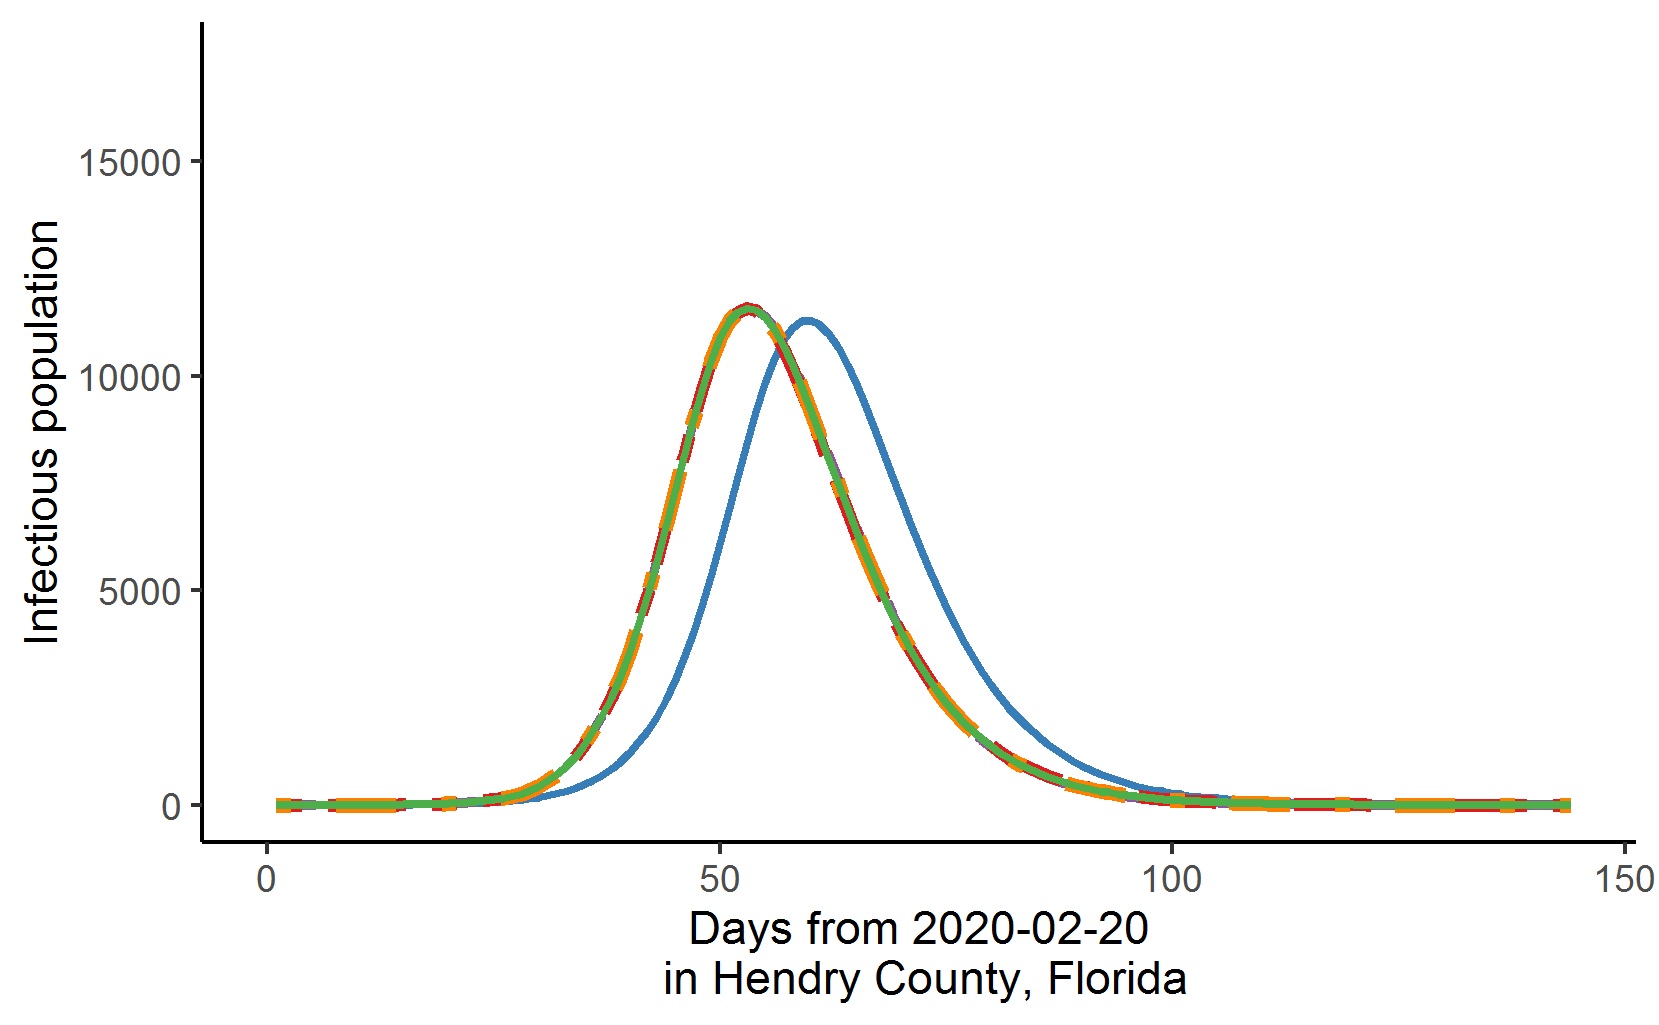 Infectious population
15000
10000
5000
0
0 50 100 150
Days from 2020-02-20
in Hendry County, Florida